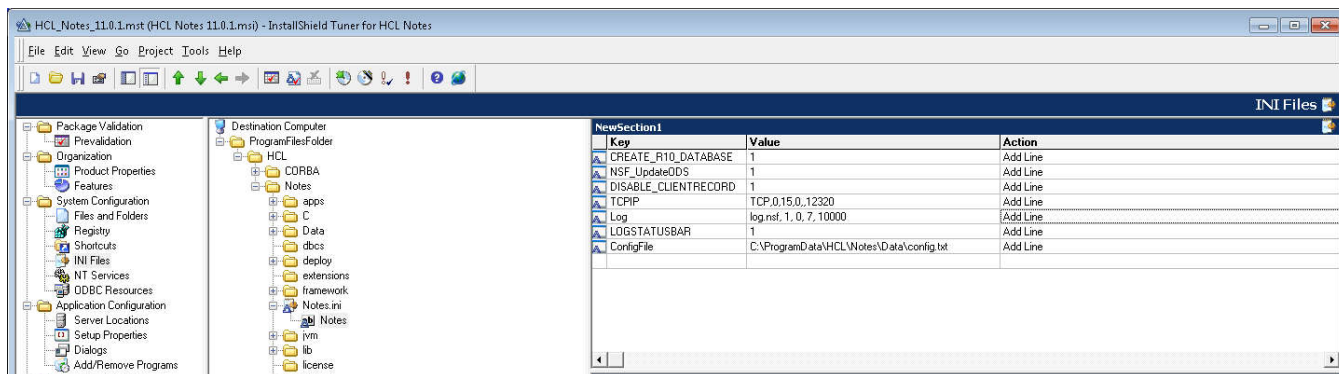 HCL_Notes_11.0.1.mst (HCL Notes 11.0.1.msi) - InstallShield Tuner for HCL Notes
File Edit View Go Project Tools Help
INI Files
Package Validation
Prevalidation
Organization
Product Properties
Features
System Configuration
Files and Folders
Registry
Shortcuts
INI Files
NT Services
ODBC Resources
Application Configuration
Server Locations
Setup Properties
Dialogs
Add/Remove Programs
Destination Computer
ProgramFilesFolder
HCL
CORBA
Notes
apps
C
Data
dbcs
deploy
extensions
framework
Notes.ini
Notes
jvm
lib
license
NewSection1
Key Value Action
CREATE_R10_DATABASE 1 Add Line
NSF_UpdateODS 1 Add Line
DISABLE_CLIENTRECORD 1 Add Line
TCPIP TCP,0,15,0,,12320 Add Line
Log log.nsf, 1, 0, 7, 10000 Add Line
LOGSTATUSBAR 1 Add Line
ConfigFile C:\ProgramData\HCL\Notes\Data\config.txt Add Line